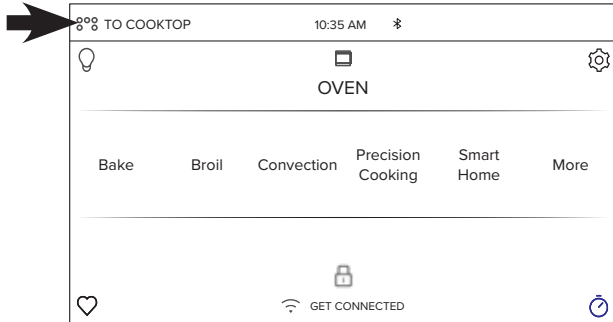 TO COOKTOP 10:35 AM
OVEN
Bake Broil Convection Precision Cooking Smart Home More
GET CONNECTED